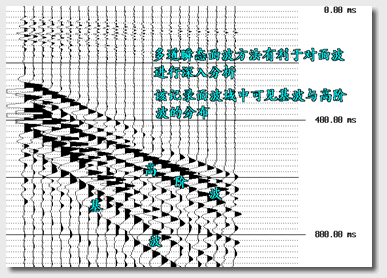 0.00 ms
多道瞬态面波方法有利于对面波
进行深入分析
该记录面波域中可见基波与高阶
波的分布
400.00 ms
高阶波
基波
800.00 ms